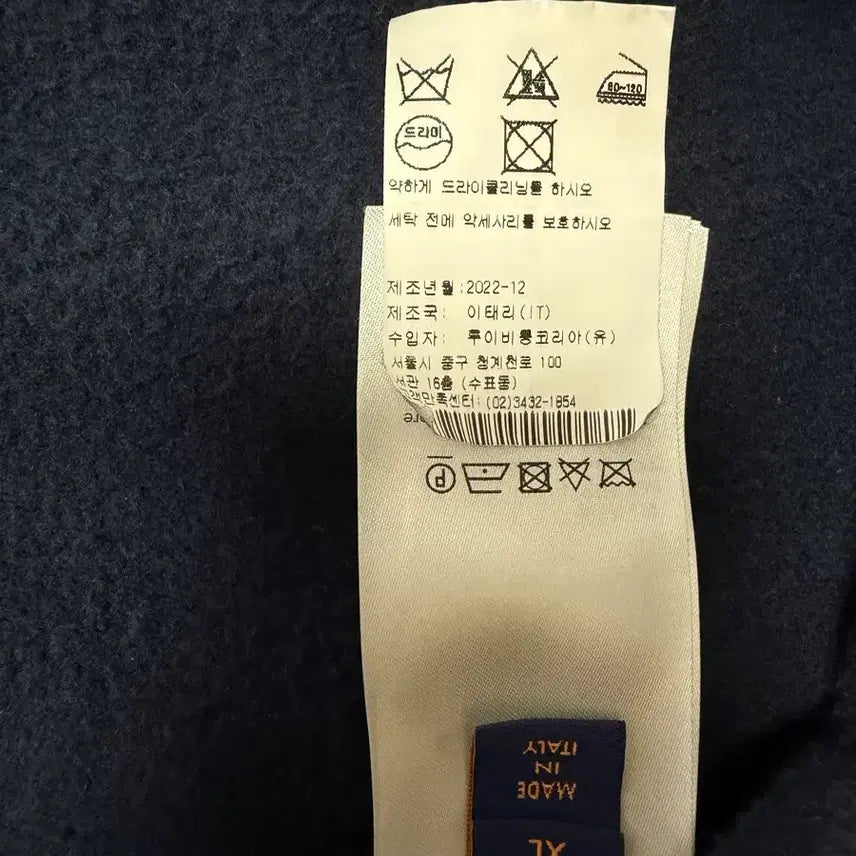 80~120
드라이
약하게 드라이클리닝를 하시오
세탁 전에 악세사리를 보호하시오
제조년월:2022-12
제조국: 이태리(IT)
수입자: 루이비통코리아(유)
서울시 중구 청계천로 100
서관 16층 (수표동)
고객만족센터:(02)3432-1854
P
MADE
IN
ITALY
XL